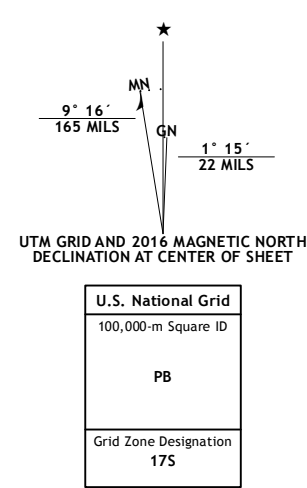 ★
MN
GN
9° 16´
165 MILS
1° 15´
22 MILS
UTM GRID AND 2016 MAGNETIC NORTH
DECLINATION AT CENTER OF SHEET
U.S. National Grid
100,000-m Square ID
PB
Grid Zone Designation
17S